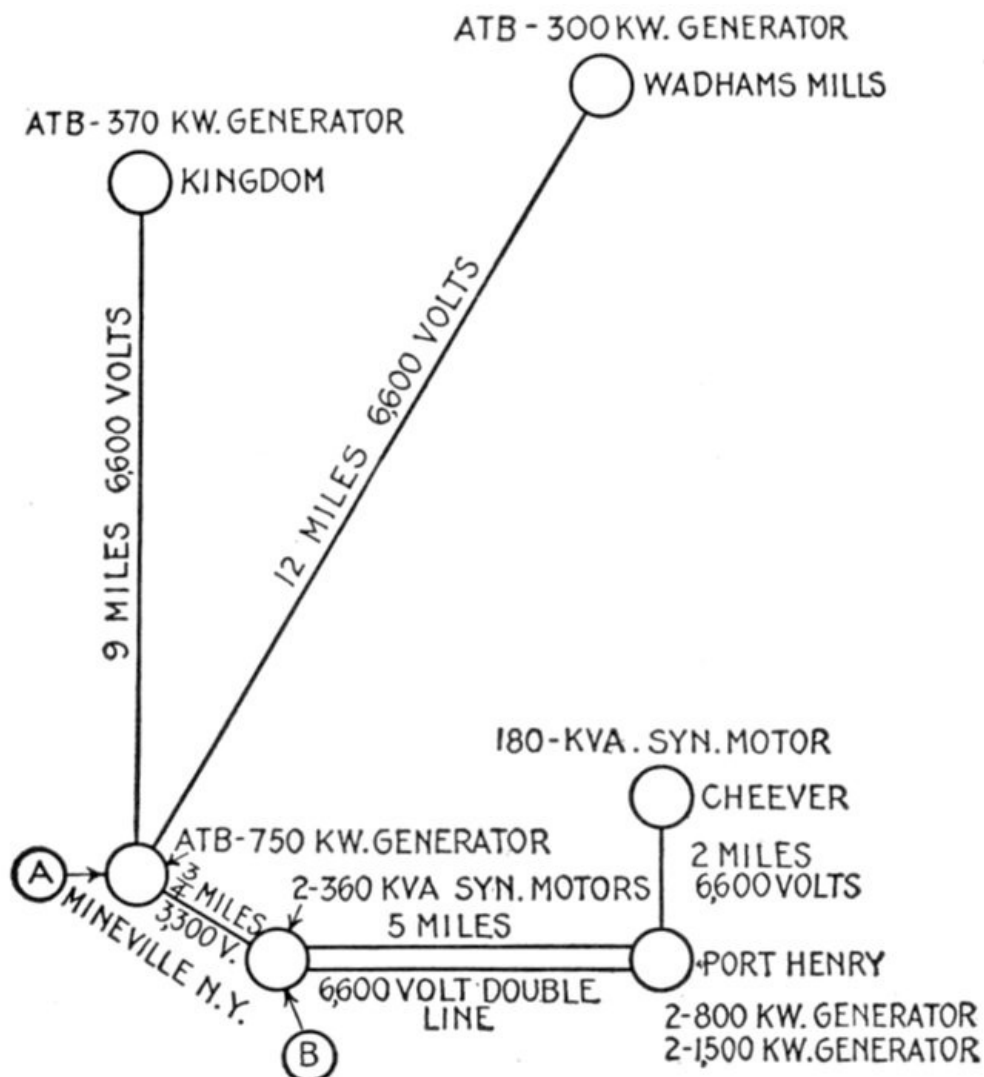 ATB-300 KW. GENERATOR
WADHAMS MILLS
ATB-370 KW. GENERATOR
KINGDOM
9 MILES 6,600 VOLTS
12 MILES 6,600 VOLTS
180-KVA. SYN. MOTOR
CHEEVER
2 MILES
6,600 VOLTS
ATB-750 KW. GENERATOR
A
3/4 MILES
3,300 V.
MINEVILLE N.Y.
2-360 KVA SYN. MOTORS
5 MILES
6,600 VOLT DOUBLE
LINE
B
PORT HENRY
2-800 KW. GENERATOR
2-1,500 KW. GENERATOR